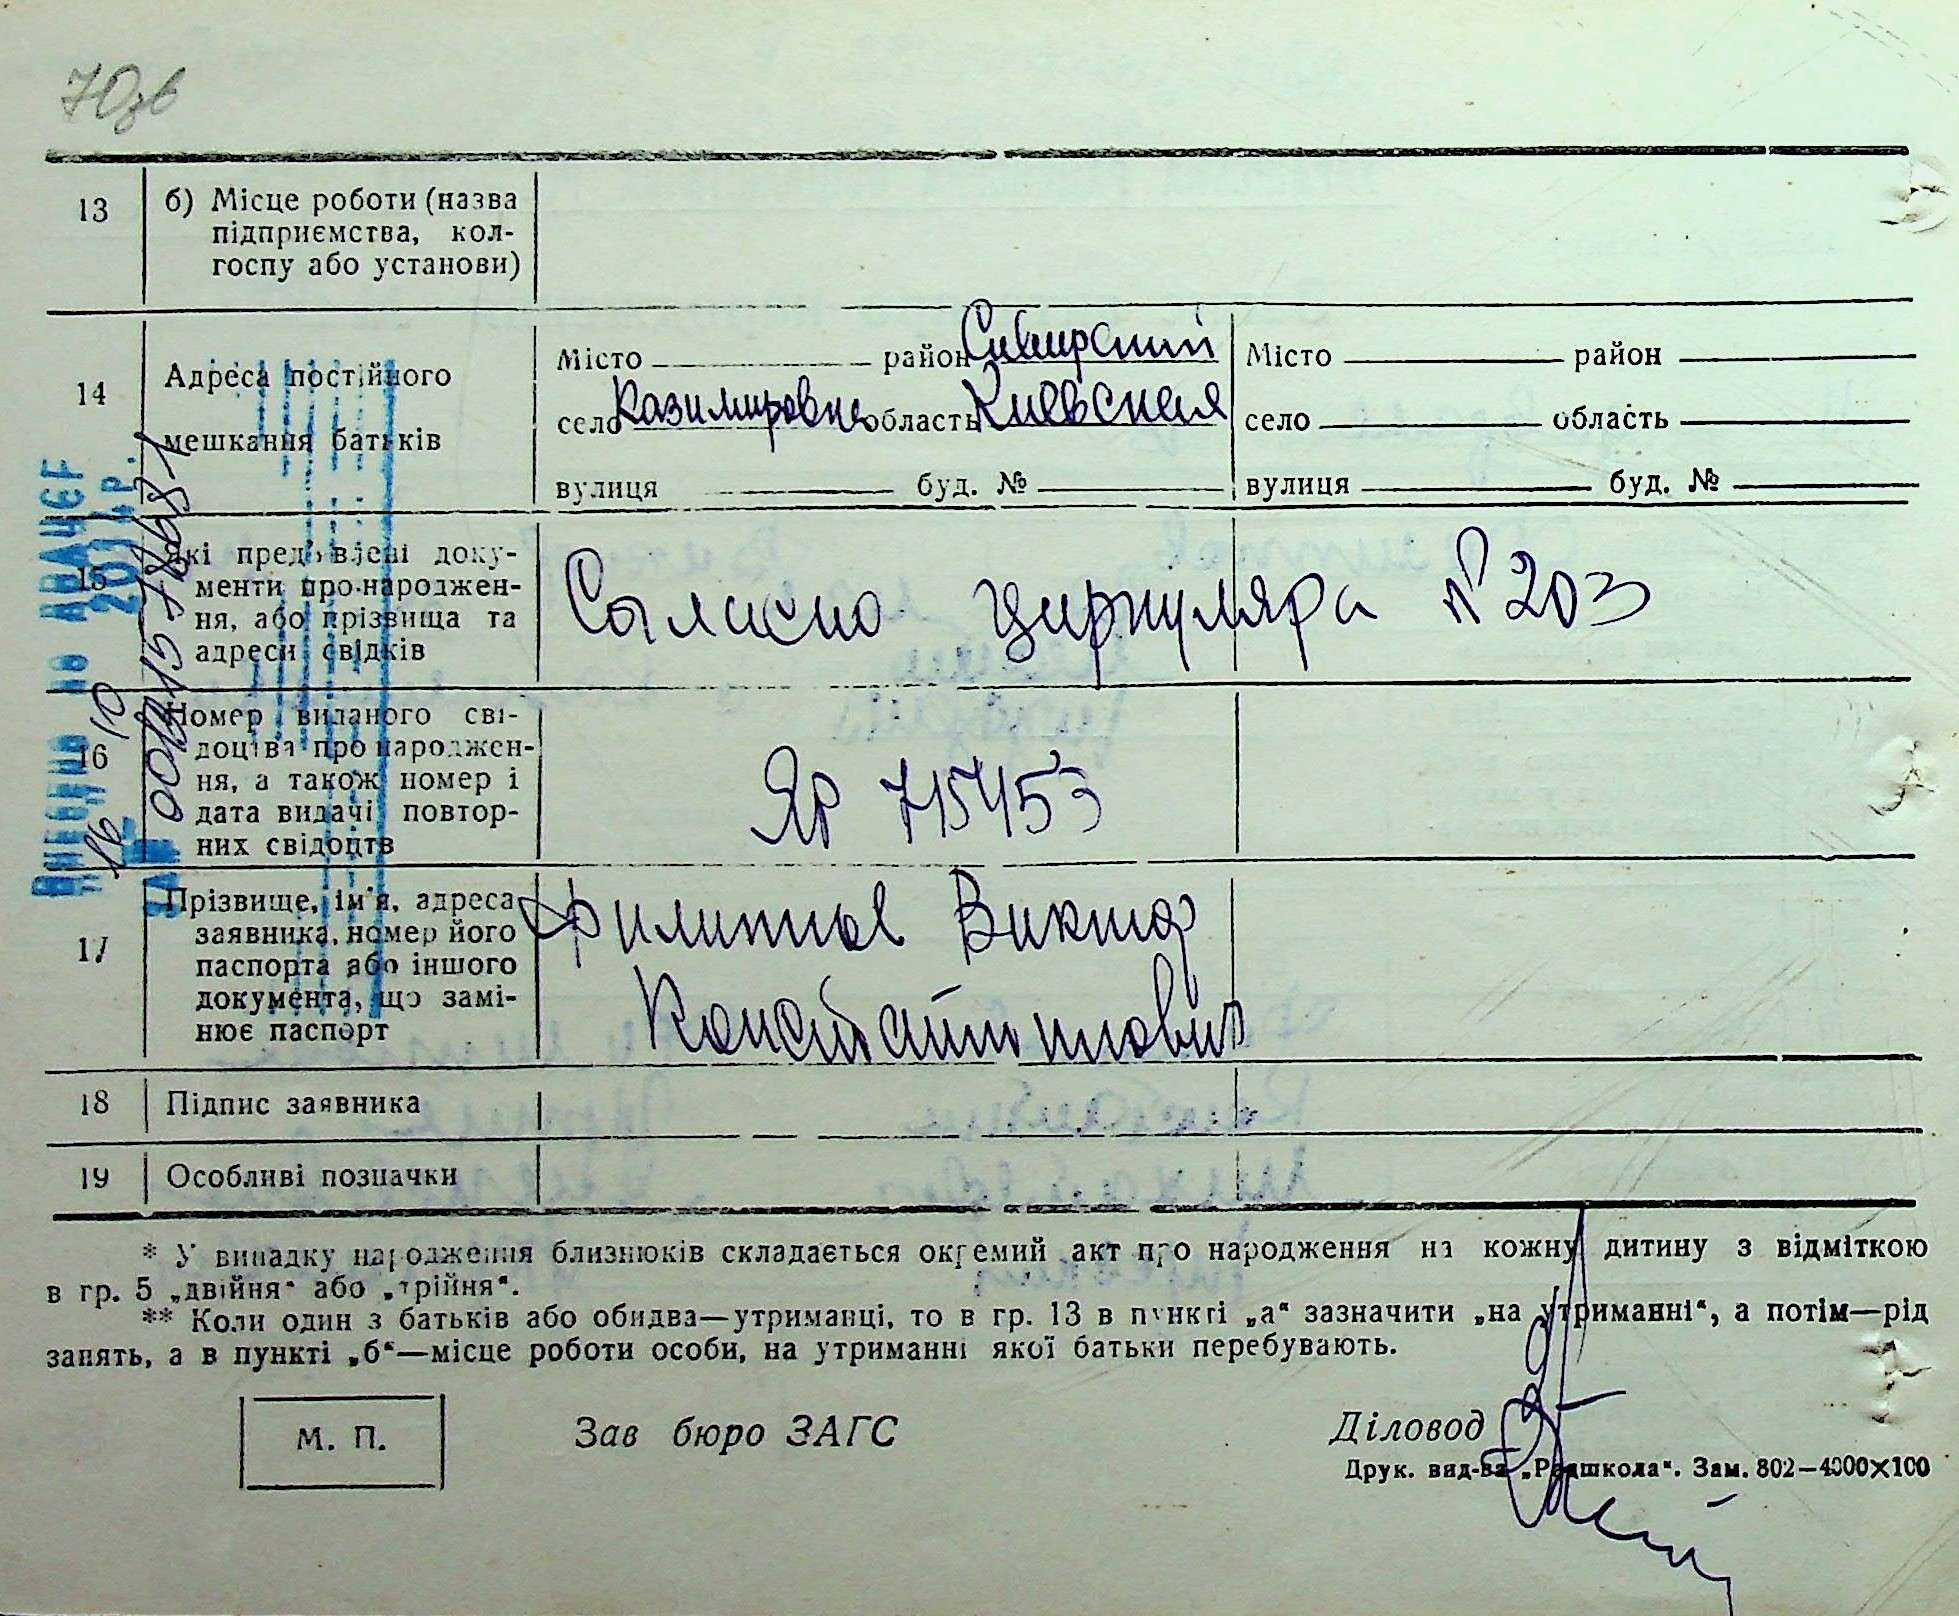 70зв
13
б) Місце роботи (назва
підприємства, кол-
госпу або установи)
14
Адреса постійного
мешкання батьків
Місто район Сквирский
село Казимировка область Киевская
вулиця буд. №
Місто район
село область
вулиця буд. №
15
Які пред'явлені доку-
менти про народжен-
ня, або прізвища та
адреси свідків
Согласно циркуляра № 203
16
Номер виданого сві-
доцтва про народжен-
ня, а також номер і
дата видачі повтор-
них свідоцтв
ЯР 715453
17
Прізвище, ім'я, адреса
заявника, номер його
паспорта або іншого
документа, що замі-
нює паспорт
Филиппов Виктор
Константинович
18
Підпис заявника
19
Особливі позначки
* У випадку народження близнюків складається окремий акт про народження на кожну дитину з відміткою
в гр. 5 „двійня" або „трійня".
** Коли один з батьків або обидва—утриманці, то в гр. 13 в пункті „а" зазначити „на утриманні", а потім—рід
занять, а в пункті „б"—місце роботи особи, на утриманні якої батьки перебувають.
М. П.
Зав бюро ЗАГС
Діловод
Друк. вид-ва „Радшкола". Зам. 802—4000×100
Внесено до ДРАЦСГ
20 р.